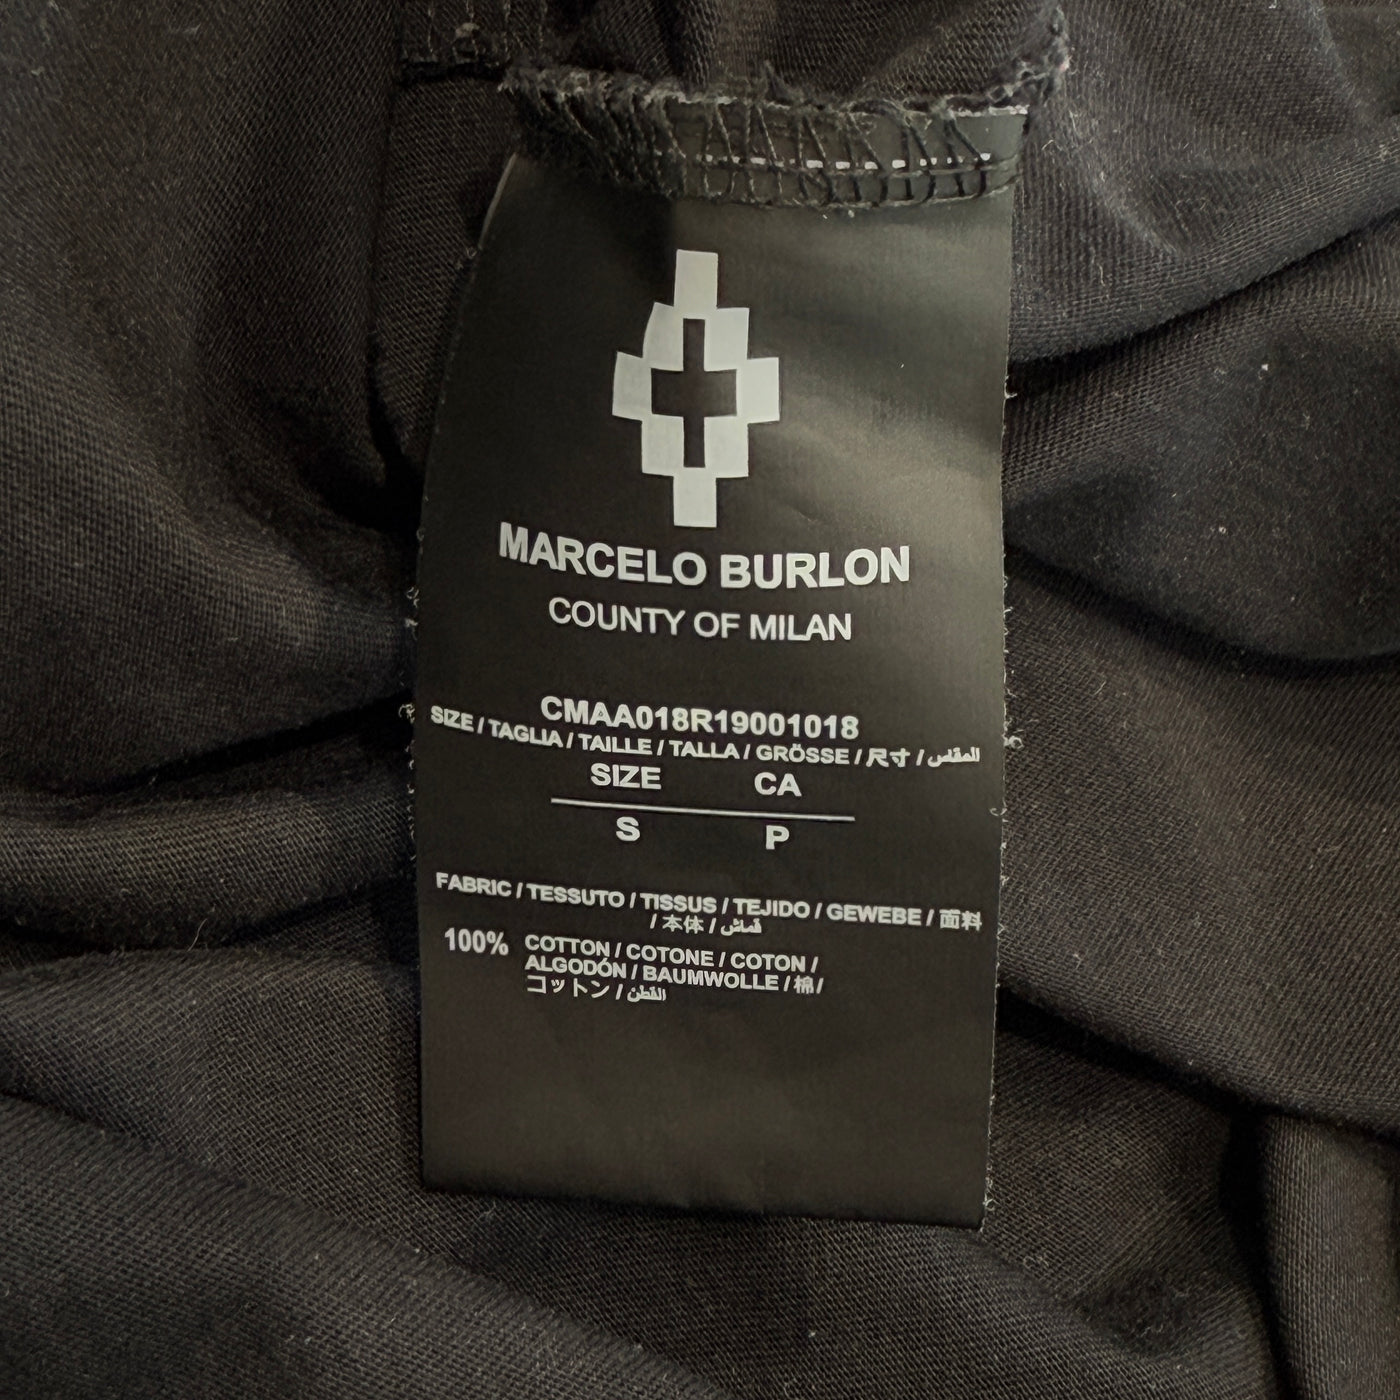 MARCELO BURLON
COUNTY OF MILAN
CMAA018R19001018
SIZE / TAGLIA / TAILLE / TALLA / GRÖSSE / 尺寸 / المقاس
SIZE CA
S P
FABRIC / TESSUTO / TISSUS / TEJIDO / GEWEBE / 面料
/ 本体 / قماش
100% COTTON / COTONE / COTON /
ALGODÓN / BAUMWOLLE / 棉/
コットン / القطن